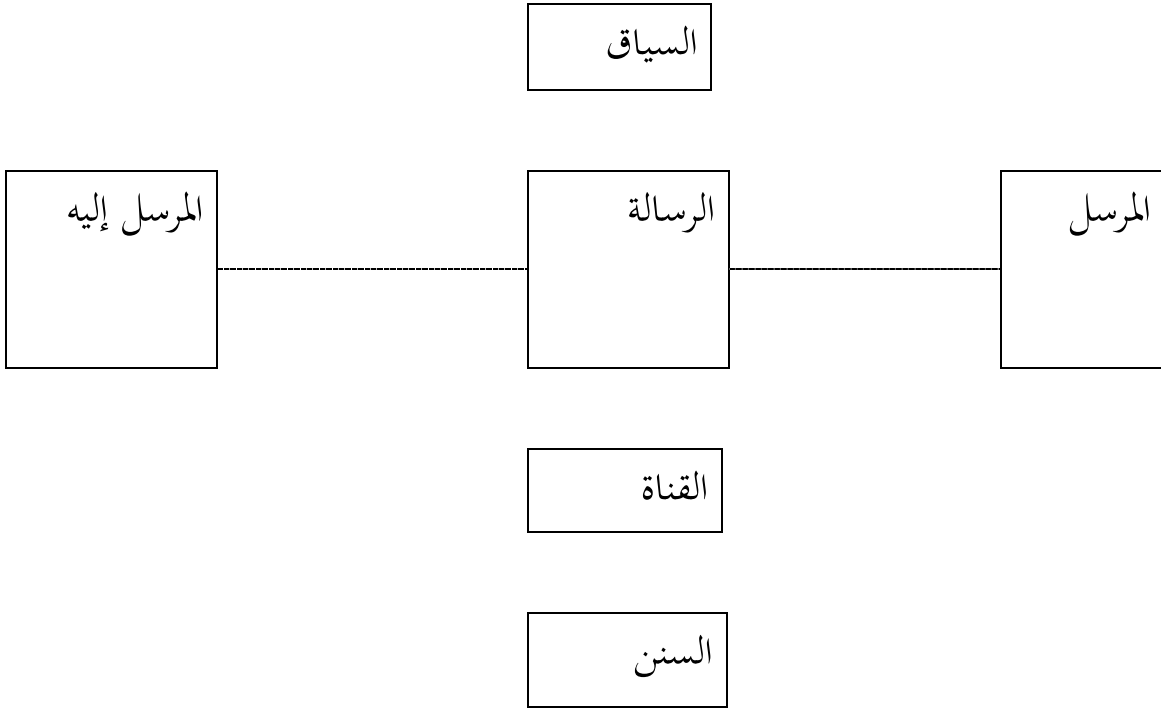 السياق
المرسل
الرسالة
المرسل إليه
القناة
السنن